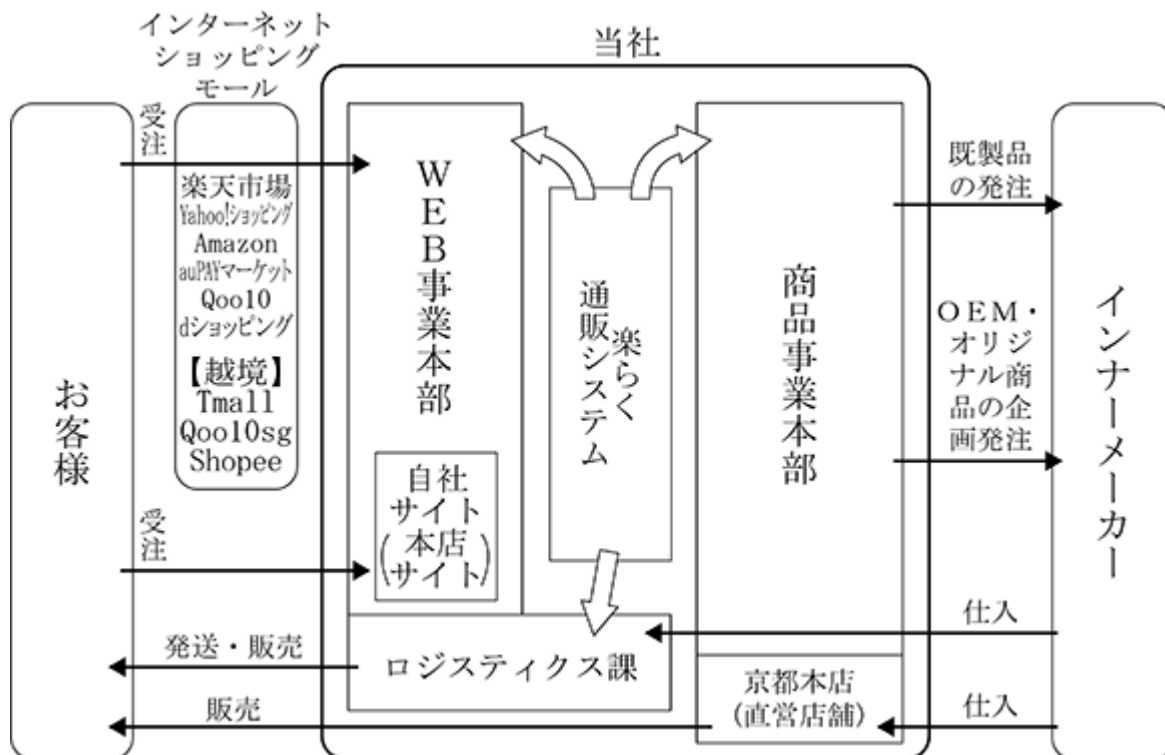 インターネット
ショッピング
モール
当社
お客様
受注
楽天市場
Yahoo!ショッピング
Amazon
auPAYマーケット
Qoo10
dショッピング
【越境】
Tmall
Qoo10sg
Shopee
受注
発送・販売
販売
WEB事業本部
自社
サイト
(本店
サイト)
楽らく
通販システム
商品事業本部
ロジスティクス課
京都本店
(直営店舗)
既製品
の発注
OEM・
オリジ
ナル商
品の企
画発注
仕入
仕入
インナーメーカー